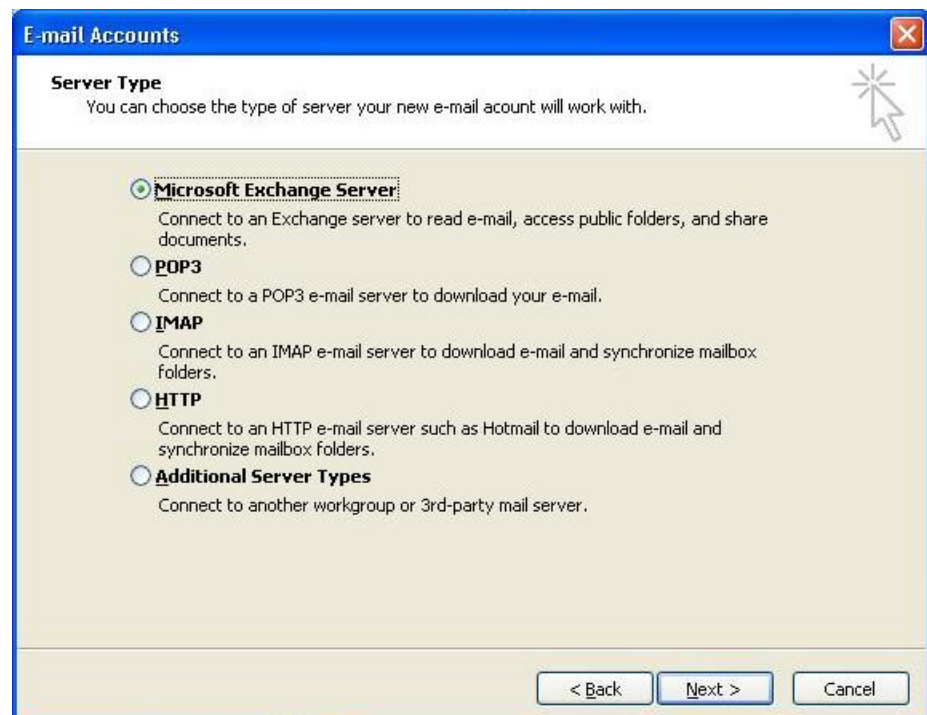 E-mail Accounts
Server Type
You can choose the type of server your new e-mail acount will work with.
Microsoft Exchange Server
Connect to an Exchange server to read e-mail, access public folders, and share
documents.
POP3
Connect to a POP3 e-mail server to download your e-mail.
IMAP
Connect to an IMAP e-mail server to download e-mail and synchronize mailbox
folders.
HTTP
Connect to an HTTP e-mail server such as Hotmail to download e-mail and
synchronize mailbox folders.
Additional Server Types
Connect to another workgroup or 3rd-party mail server.
< Back Next > Cancel